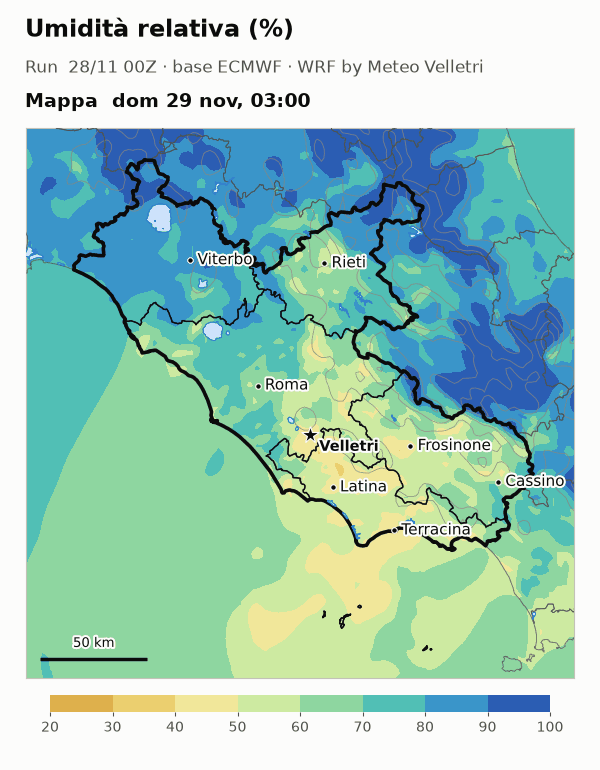 Umidità relativa (%)
Run 28/11 00Z · base ECMWF · WRF by Meteo Velletri
Mappa dom 29 nov, 03:00
Viterbo
Rieti
Roma
Velletri
Frosinone
Cassino
Latina
Terracina
50 km
20 30 40 50 60 70 80 90 100